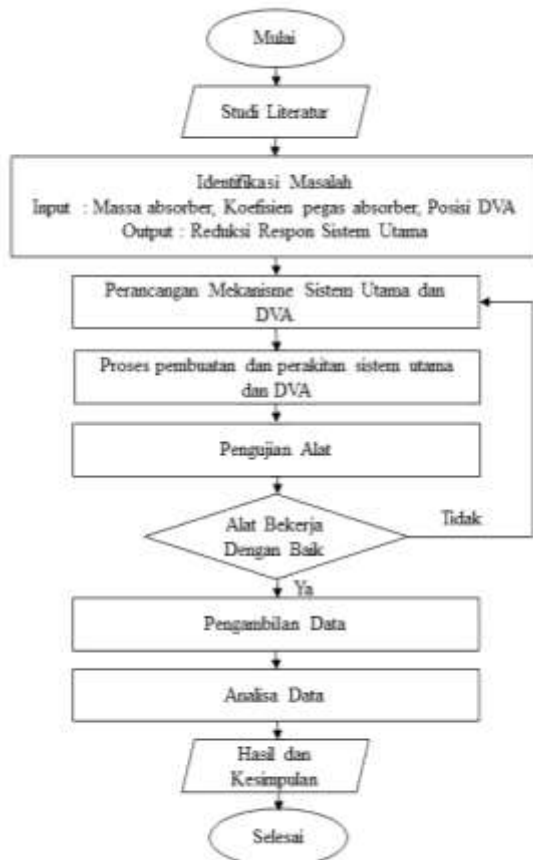 Mulai
Studi Literatur
Identifikasi Masalah
Input : Massa absorber, Koefisien pegas absorber, Posisi DVA
Output : Reduksi Respon Sistem Utama
Perancangan Mekanisme Sistem Utama dan
DVA
Proses pembuatan dan perakitan sistem utama
dan DVA
Pengujian Alat
Alat Bekerja
Dengan Baik
Tidak
Ya
Pengambilan Data
Analisa Data
Hasil dan
Kesimpulan
Selesai